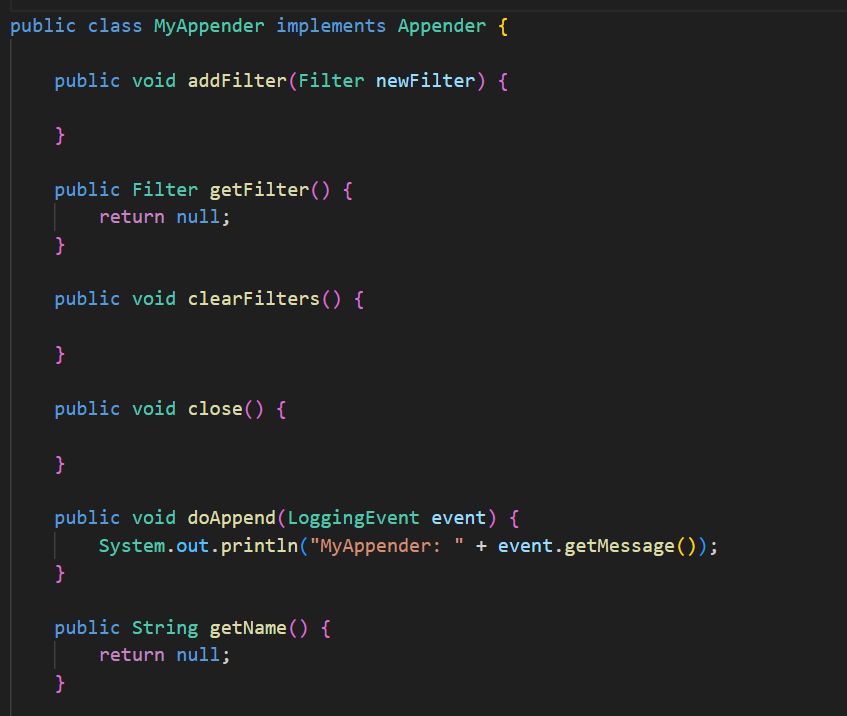 public class MyAppender implements Appender {
public void addFilter(Filter newFilter) {
}
public Filter getFilter() {
return null;
}
public void clearFilters() {
}
public void close() {
}
public void doAppend(LoggingEvent event) {
System.out.println("MyAppender: " + event.getMessage());
}
public String getName() {
return null;
}